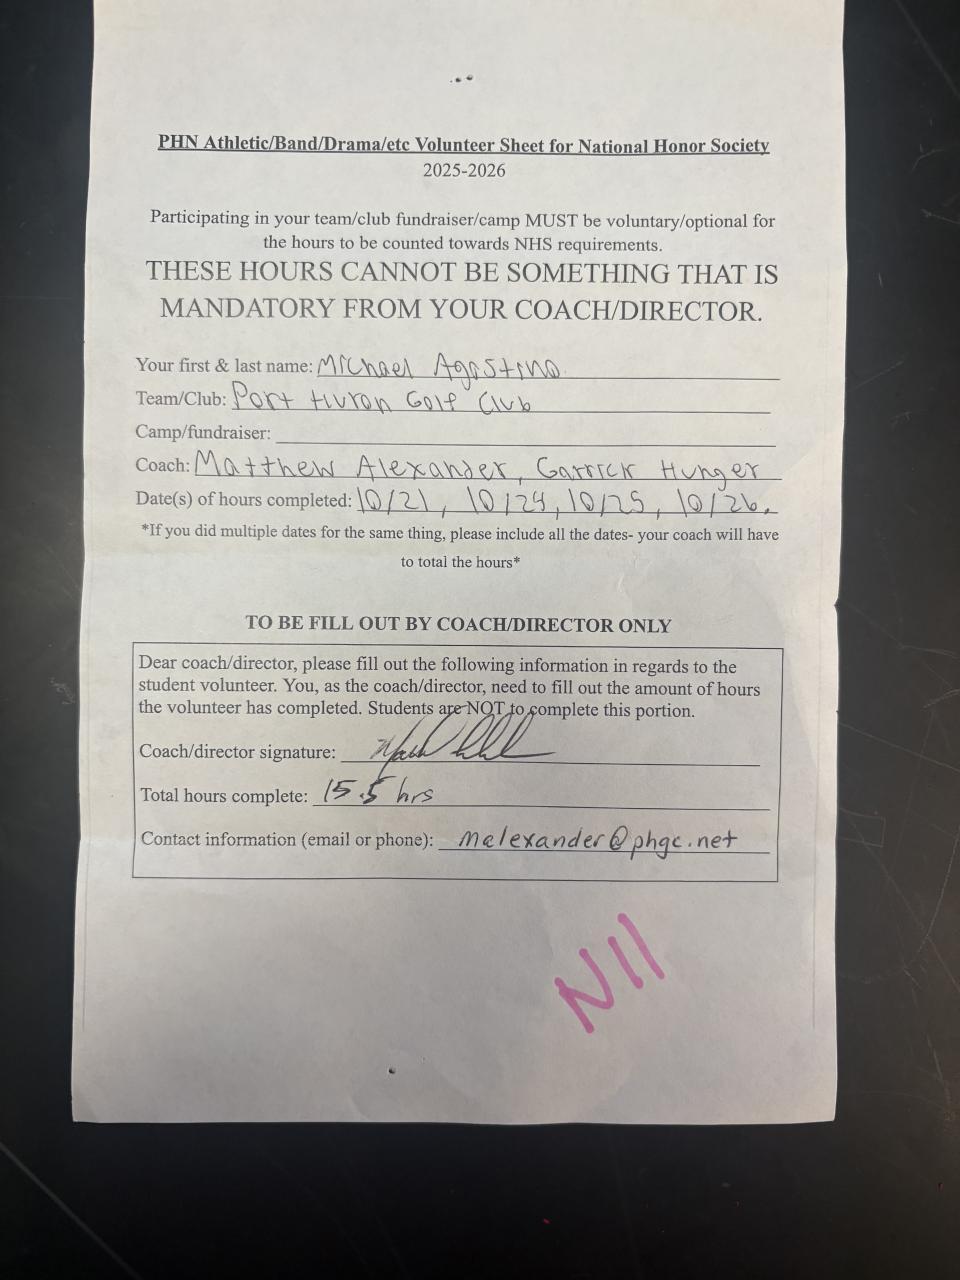 PHN Athletic/Band/Drama/etc Volunteer Sheet for National Honor Society
2025-2026
Participating in your team/club fundraiser/camp MUST be voluntary/optional for
the hours to be counted towards NHS requirements.
THESE HOURS CANNOT BE SOMETHING THAT IS
MANDATORY FROM YOUR COACH/DIRECTOR.
Your first & last name: Michael Agostino
Team/Club: Port Huron Golf Club
Camp/fundraiser:
Coach: Matthew Alexander, Garrick Hunger
Date(s) of hours completed: 10/21, 10/24, 10/25, 10/26.
*If you did multiple dates for the same thing, please include all the dates- your coach will have
to total the hours*
TO BE FILL OUT BY COACH/DIRECTOR ONLY
Dear coach/director, please fill out the following information in regards to the
student volunteer. You, as the coach/director, need to fill out the amount of hours
the volunteer has completed. Students are NOT to complete this portion.
Coach/director signature:
Total hours complete: 15.5 hrs
Contact information (email or phone): malexander@phgc.net
N11